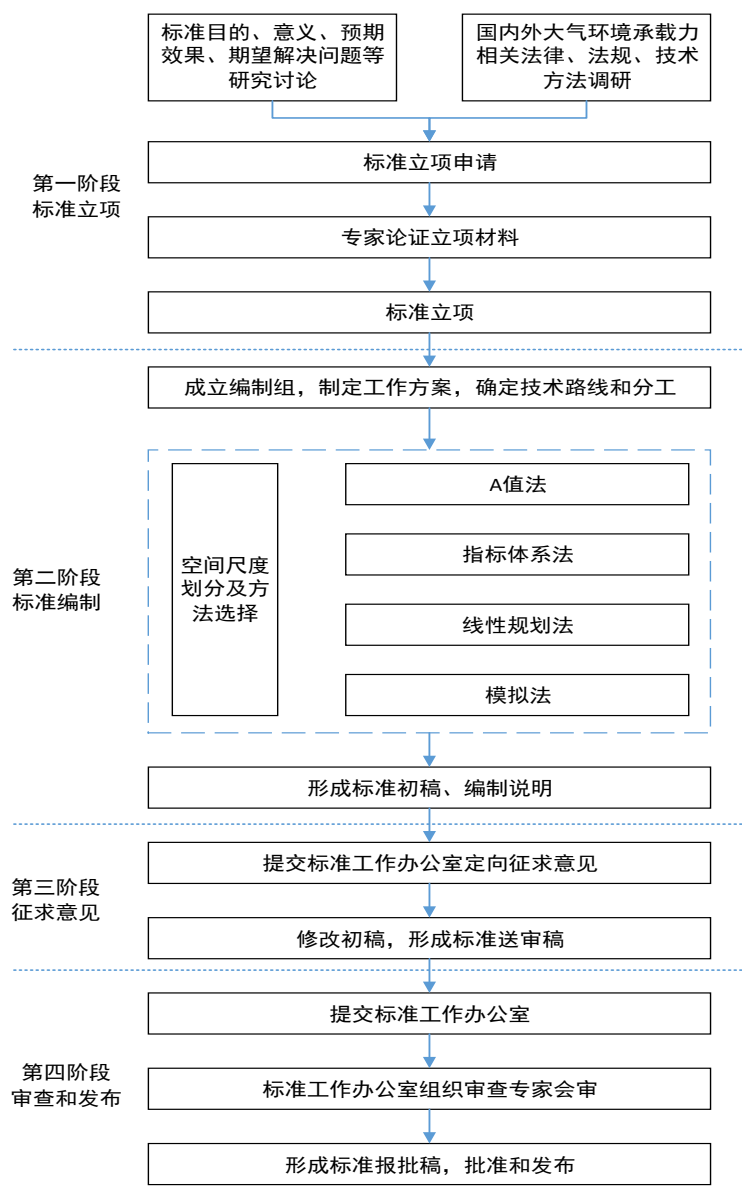 标准目的、意义、预期
效果、期望解决问题等
研究讨论
国内外大气环境承载力
相关法律、法规、技术
方法调研
第一阶段
标准立项
标准立项申请
专家论证立项材料
标准立项
成立编制组，制定工作方案，确定技术路线和分工
第二阶段
标准编制
空间尺度
划分及方
法选择
A值法
指标体系法
线性规划法
模拟法
形成标准初稿、编制说明
第三阶段
征求意见
提交标准工作办公室定向征求意见
修改初稿，形成标准送审稿
第四阶段
审查和发布
提交标准工作办公室
标准工作办公室组织审查专家会审
形成标准报批稿，批准和发布